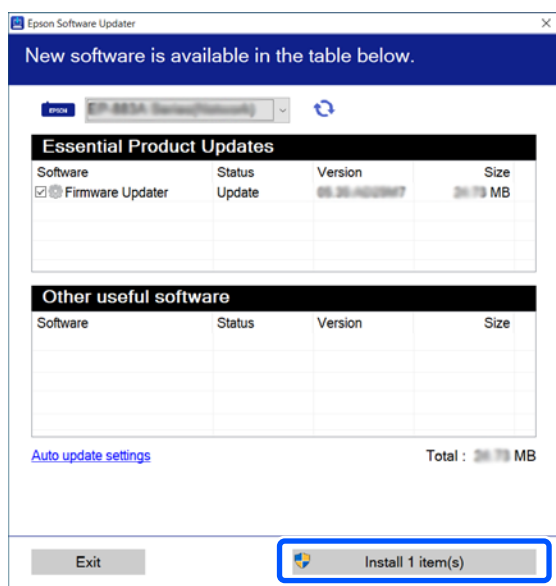 Epson Software Updater
New software is available in the table below.
EPSON
Essential Product Updates
Software Status Version Size
Firmware Updater Update MB
Other useful software
Software Status Version Size
Auto update settings Total : MB
Exit Install 1 item(s)